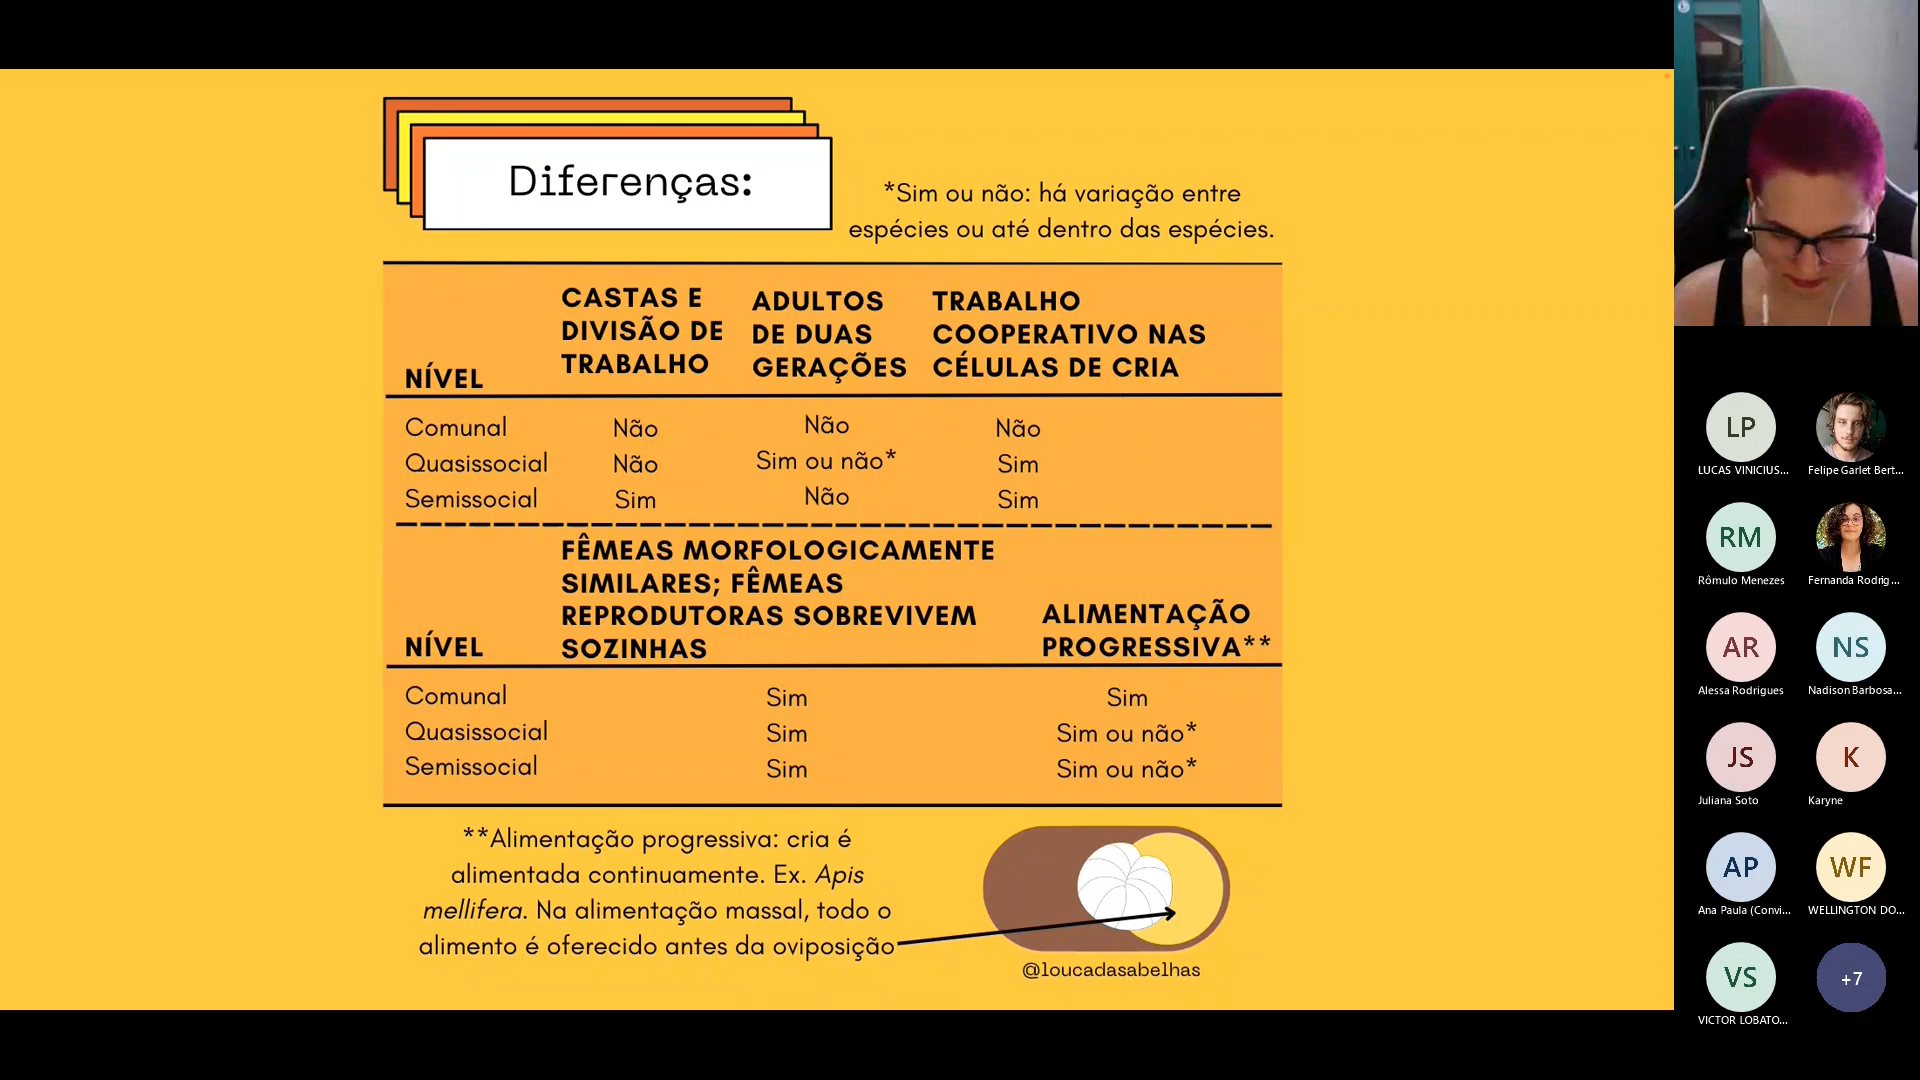 Diferenças:
*Sim ou não: há variação entre
espécies ou até dentro das espécies.
NÍVEL CASTAS E DIVISÃO DE TRABALHO ADULTOS DE DUAS GERAÇÕES TRABALHO COOPERATIVO NAS CÉLULAS DE CRIA
Comunal Não Não Não
Quasissocial Não Sim ou não* Sim
Semissocial Sim Não Sim
NÍVEL FÊMEAS MORFOLOGICAMENTE SIMILARES; FÊMEAS REPRODUTORAS SOBREVIVEM SOZINHAS ALIMENTAÇÃO PROGRESSIVA**
Comunal Sim Sim
Quasissocial Sim Sim ou não*
Semissocial Sim Sim ou não*
**Alimentação progressiva: cria é
alimentada continuamente. Ex. Apis
mellifera. Na alimentação massal, todo o
alimento é oferecido antes da oviposição
@loucadasabelhas
LP
LUCAS VINICIUS...
Felipe Garlet Bert...
RM
Rômulo Menezes
Fernanda Rodrig...
AR NS
Alessa Rodrigues Nadison Barbosa...
JS K
Juliana Soto Karyne
AP WF
Ana Paula (Convi... WELLINGTON DO...
VS +7
VICTOR LOBATO...